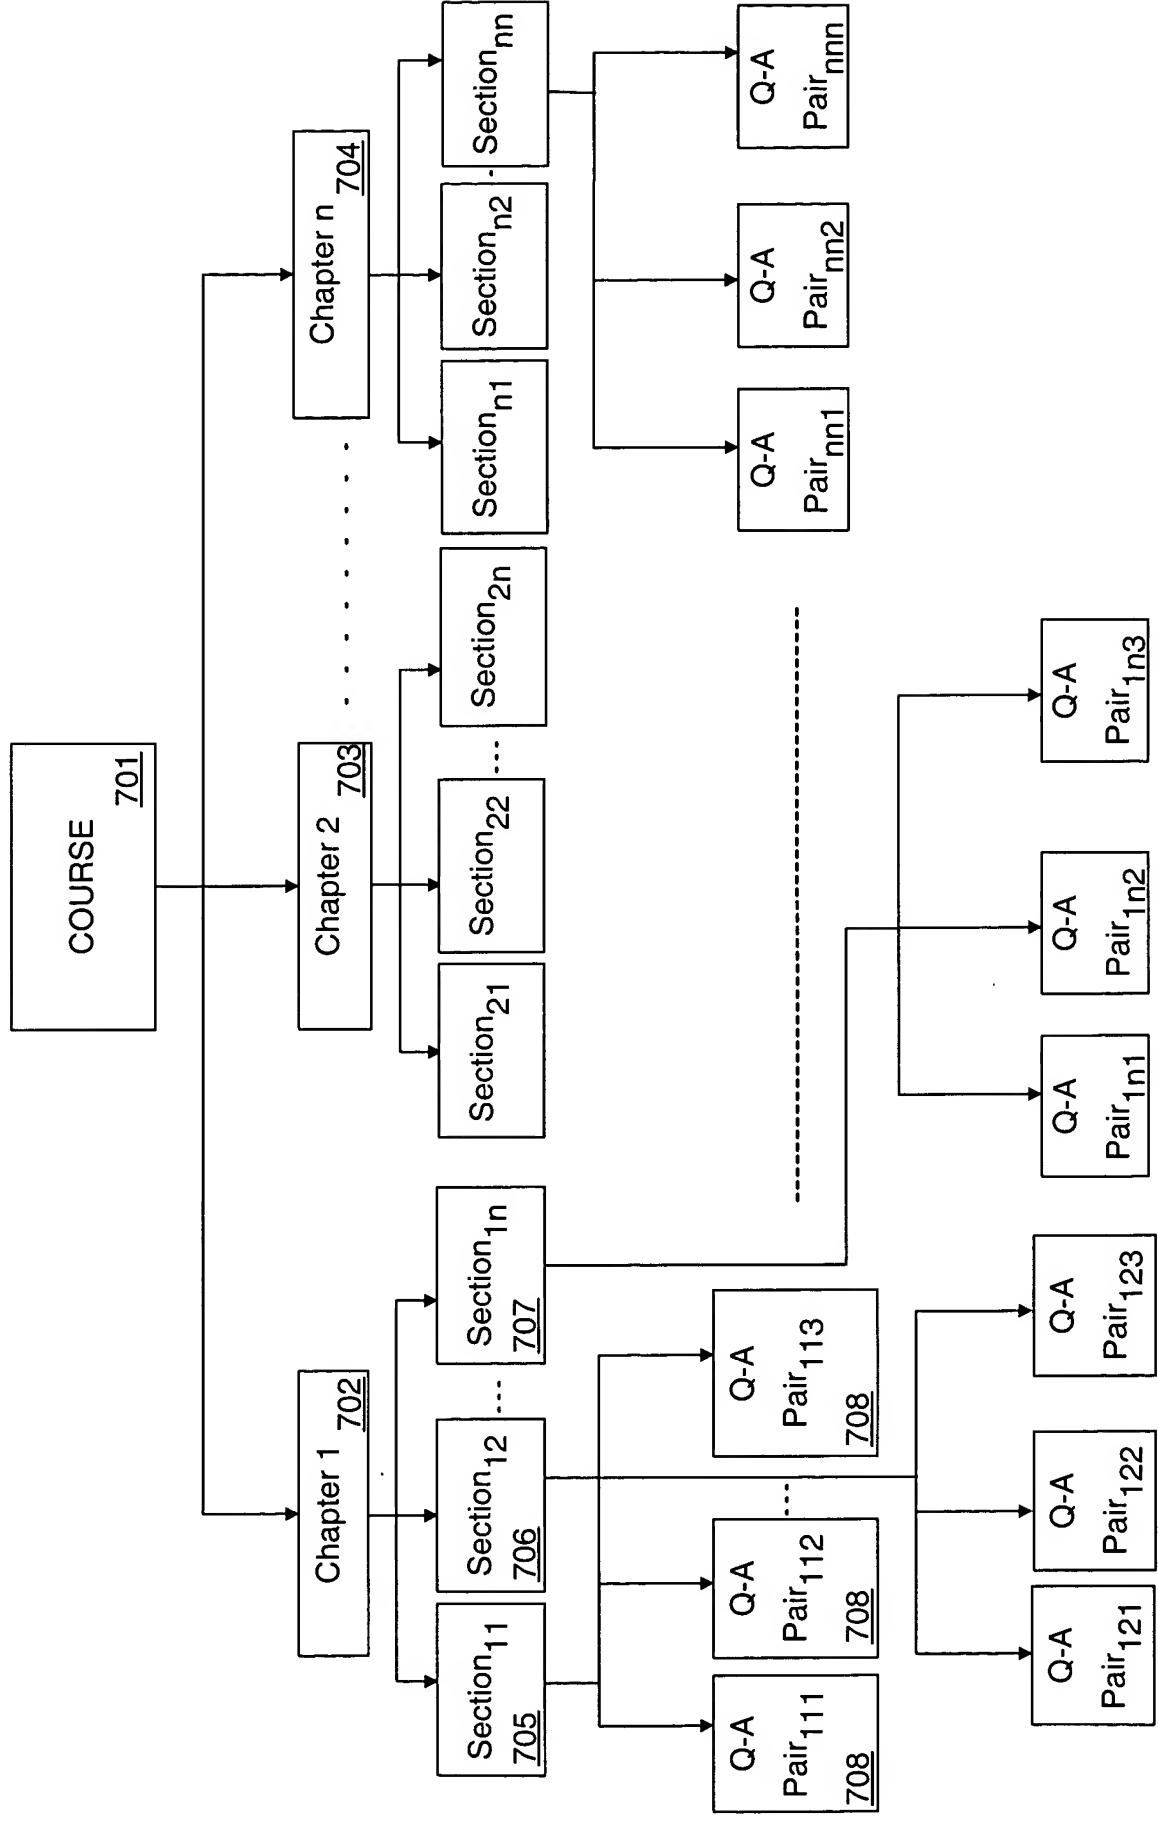 COURSE
701
Chapter 1
702
Chapter 2
703
Chapter n
704
Section11
705
Section12
706
Section1n
707
Section21
Section22
Section2n
Sectionn1
Sectionn2
Sectionnn
Q-A
Pair111
708
Q-A
Pair112
708
Q-A
Pair113
708
Q-A
Pairnn1
Q-A
Pairnn2
Q-A
Pairnnn
Q-A
Pair121
Q-A
Pair122
Q-A
Pair123
Q-A
Pair1n1
Q-A
Pair1n2
Q-A
Pair1n3